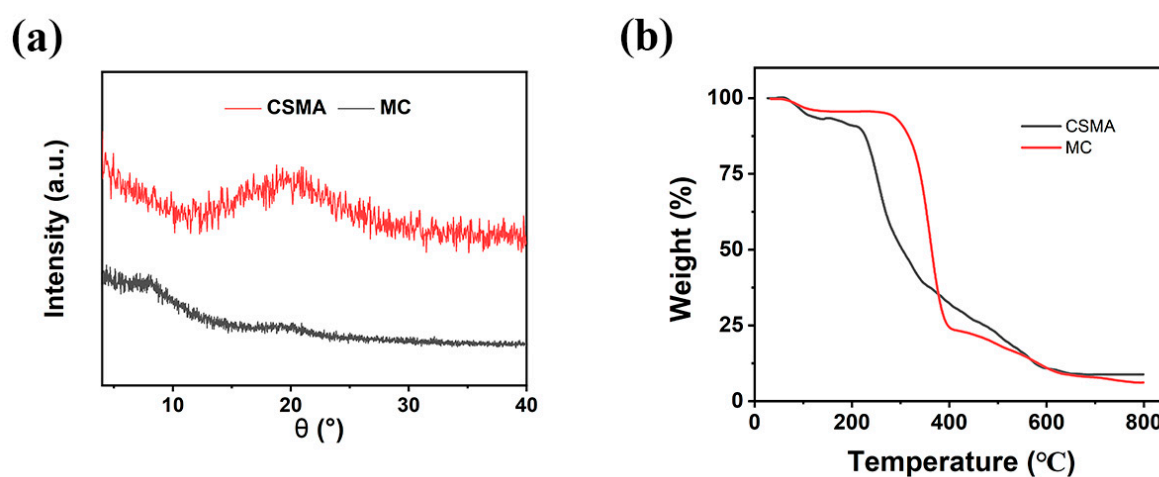 (a)
CSMA MC
Intensity (a.u.)
10 20 30 40
θ (°)
(b)
100
75
50
25
0
CSMA
MC
Weight (%)
0 200 400 600 800
Temperature (℃)